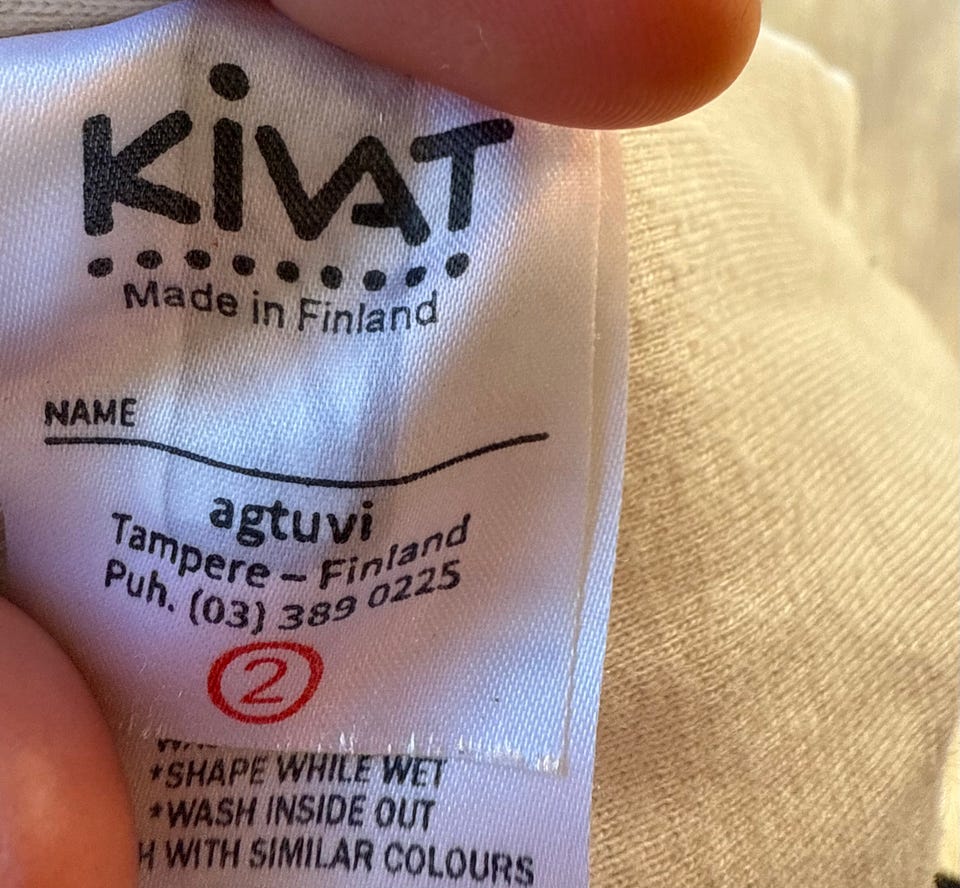 KiVAT
Made in Finland
NAME
agtuvi
Tampere – Finland
Puh. (03) 389 0225
2
*SHAPE WHILE WET
*WASH INSIDE OUT
WITH SIMILAR COLOURS